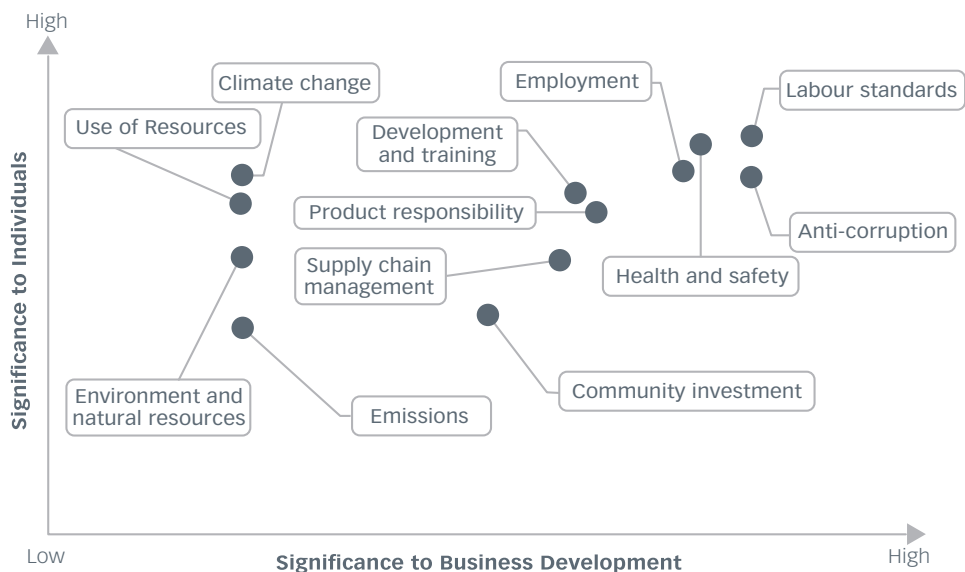 High
Climate change
Employment
Labour standards
Use of Resources
Development
and training
Product responsibility
Anti-corruption
Supply chain
management
Health and safety
Environment and
natural resources
Emissions
Community investment
Significance to Individuals
Low
Significance to Business Development
High